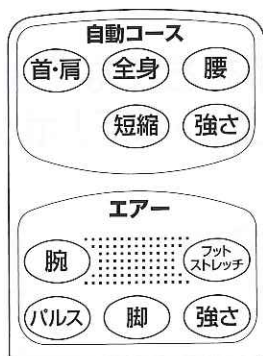 自動コース
首・肩 全身 腰
短縮 強さ
エアー
腕 フット
ストレッチ
パルス 脚 強さ